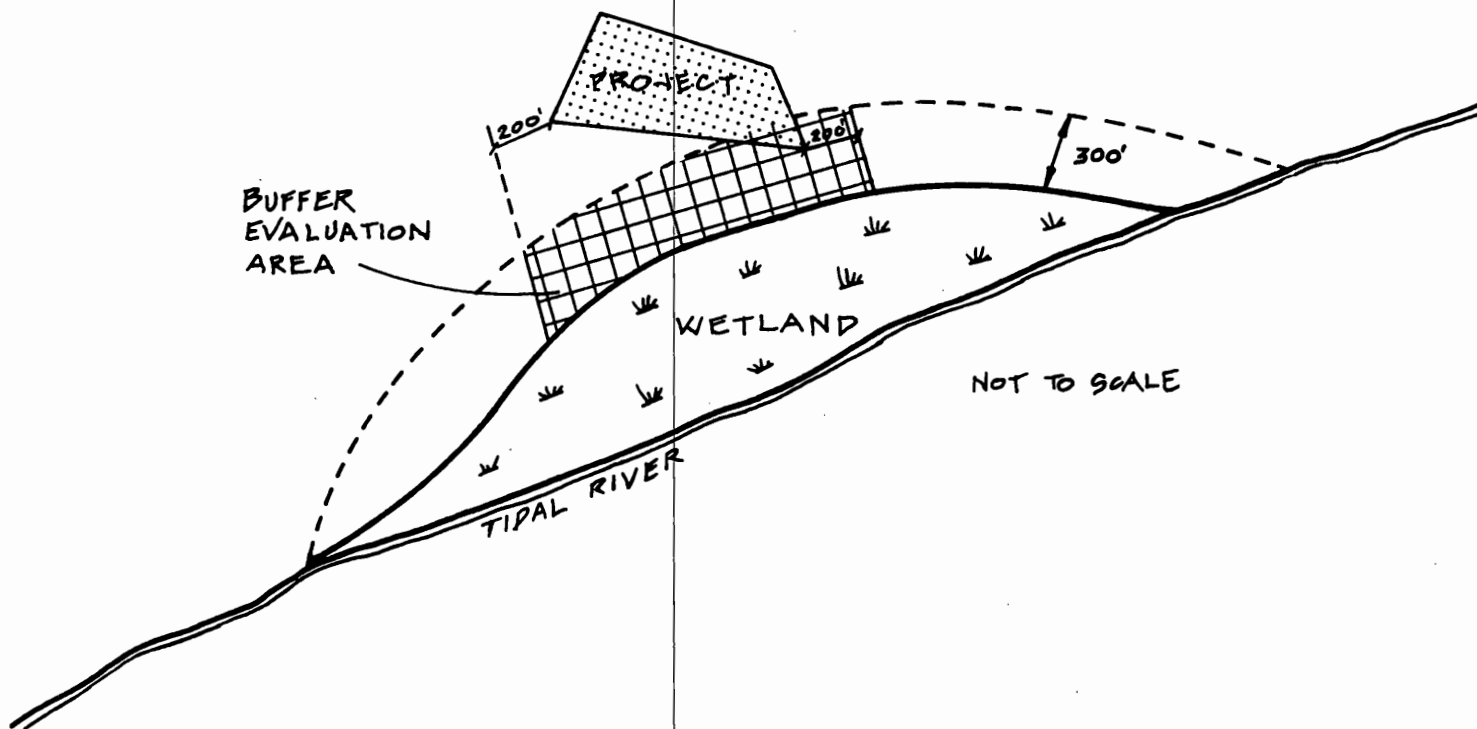 PROJECT
200'
200'
300'
BUFFER
EVALUATION
AREA
WETLAND
NOT TO SCALE
TIDAL RIVER